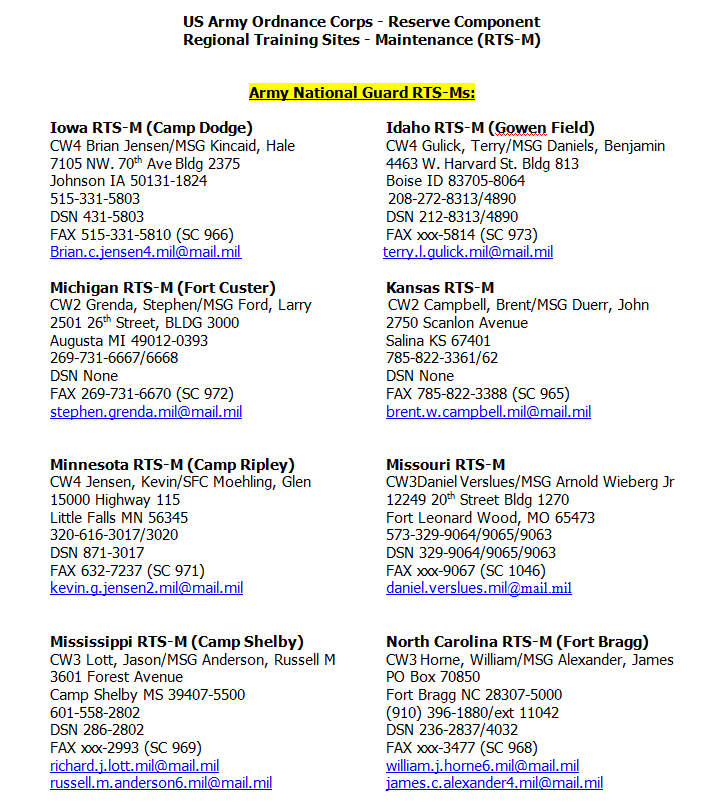 US Army Ordnance Corps - Reserve Component
Regional Training Sites - Maintenance (RTS-M)
Army National Guard RTS-Ms:
Iowa RTS-M (Camp Dodge)
CW4 Brian Jensen/MSG Kincaid, Hale
7105 NW. 70th Ave Bldg 2375
Johnson IA 50131-1824
515-331-5803
DSN 431-5803
FAX 515-331-5810 (SC 966)
Brian.c.jensen4.mil@mail.mil
Idaho RTS-M (Gowen Field)
CW4 Gulick, Terry/MSG Daniels, Benjamin
4463 W. Harvard St. Bldg 813
Boise ID 83705-8064
208-272-8313/4890
DSN 212-8313/4890
FAX xxx-5814 (SC 973)
terry.l.gulick.mil@mail.mil
Michigan RTS-M (Fort Custer)
CW2 Grenda, Stephen/MSG Ford, Larry
2501 26th Street, BLDG 3000
Augusta MI 49012-0393
269-731-6667/6668
DSN None
FAX 269-731-6670 (SC 972)
stephen.grenda.mil@mail.mil
Kansas RTS-M
CW2 Campbell, Brent/MSG Duerr, John
2750 Scanlon Avenue
Salina KS 67401
785-822-3361/62
DSN None
FAX 785-822-3388 (SC 965)
brent.w.campbell.mil@mail.mil
Minnesota RTS-M (Camp Ripley)
CW4 Jensen, Kevin/SFC Moehling, Glen
15000 Highway 115
Little Falls MN 56345
320-616-3017/3020
DSN 871-3017
FAX 632-7237 (SC 971)
kevin.g.jensen2.mil@mail.mil
Missouri RTS-M
CW3Daniel Verslues/MSG Arnold Wieberg Jr
12249 20th Street Bldg 1270
Fort Leonard Wood, MO 65473
573-329-9064/9065/9063
DSN 329-9064/9065/9063
FAX xxx-9067 (SC 1046)
daniel.verslues.mil@mail.mil
Mississippi RTS-M (Camp Shelby)
CW3 Lott, Jason/MSG Anderson, Russell M
3601 Forest Avenue
Camp Shelby MS 39407-5500
601-558-2802
DSN 286-2802
FAX xxx-2993 (SC 969)
richard.j.lott.mil@mail.mil
russell.m.anderson6.mil@mail.mil
North Carolina RTS-M (Fort Bragg)
CW3 Horne, William/MSG Alexander, James
PO Box 70850
Fort Bragg NC 28307-5000
(910) 396-1880/ext 11042
DSN 236-2837/4032
FAX xxx-3477 (SC 968)
william.j.horne6.mil@mail.mil
james.c.alexander4.mil@mail.mil